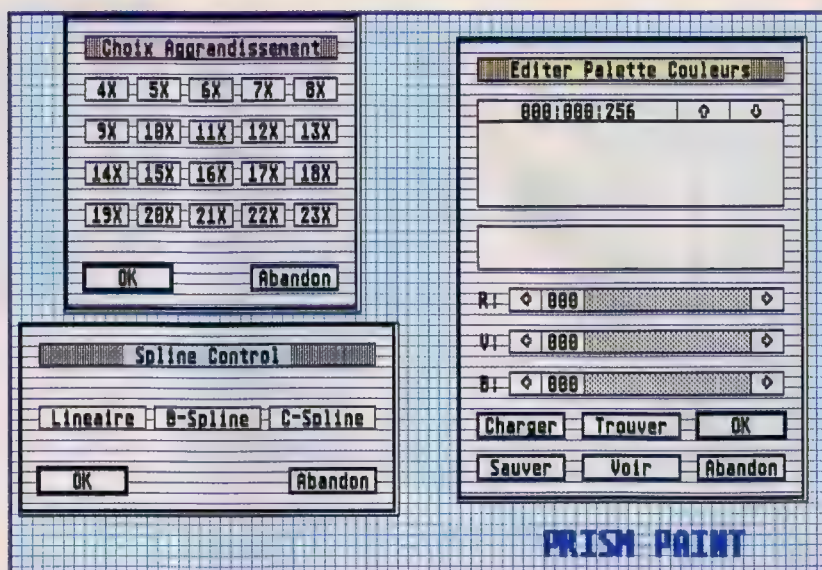 Choix Aggrandissement
4X 5X 6X 7X 8X
9X 10X 11X 12X 13X
14X 15X 16X 17X 18X
19X 20X 21X 22X 23X
OK Abandon
Spline Control
Lineaire B-Spline C-Spline
OK Abandon
Editer Palette Couleurs
000:000:256
R: 000
V: 000
B: 000
Charger Trouver OK
Sauver Voir Abandon
PRISM PAINT